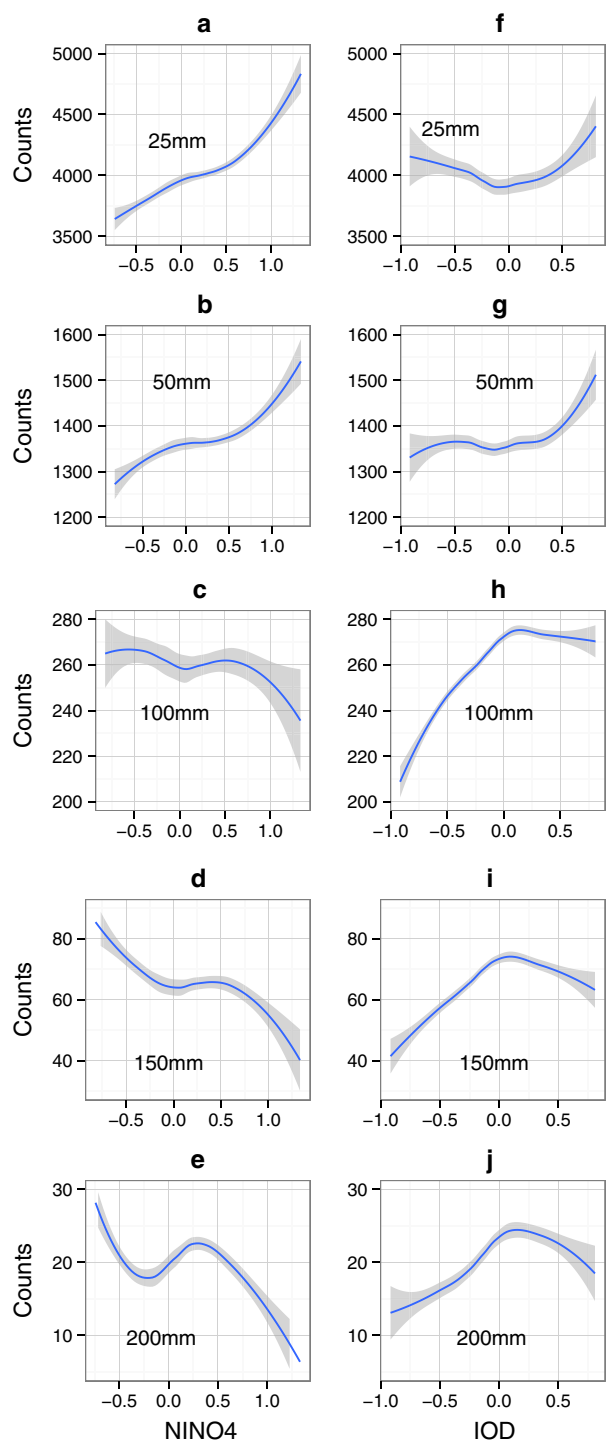 a
f
5000
4500
4000
3500
Counts
25mm
−0.5 0.0 0.5 1.0
5000
4500
4000
3500
25mm
−1.0 −0.5 0.0 0.5
b
g
1600
1500
1400
1300
1200
Counts
50mm
−0.5 0.0 0.5 1.0
1600
1500
1400
1300
1200
50mm
−1.0 −0.5 0.0 0.5
c
h
280
260
240
220
200
Counts
100mm
−0.5 0.0 0.5 1.0
280
260
240
220
200
100mm
−1.0 −0.5 0.0 0.5
d
i
80
60
40
Counts
150mm
−0.5 0.0 0.5 1.0
80
60
40
150mm
−1.0 −0.5 0.0 0.5
e
j
30
20
10
Counts
200mm
−0.5 0.0 0.5 1.0
NINO4
30
20
10
200mm
−1.0 −0.5 0.0 0.5
IOD